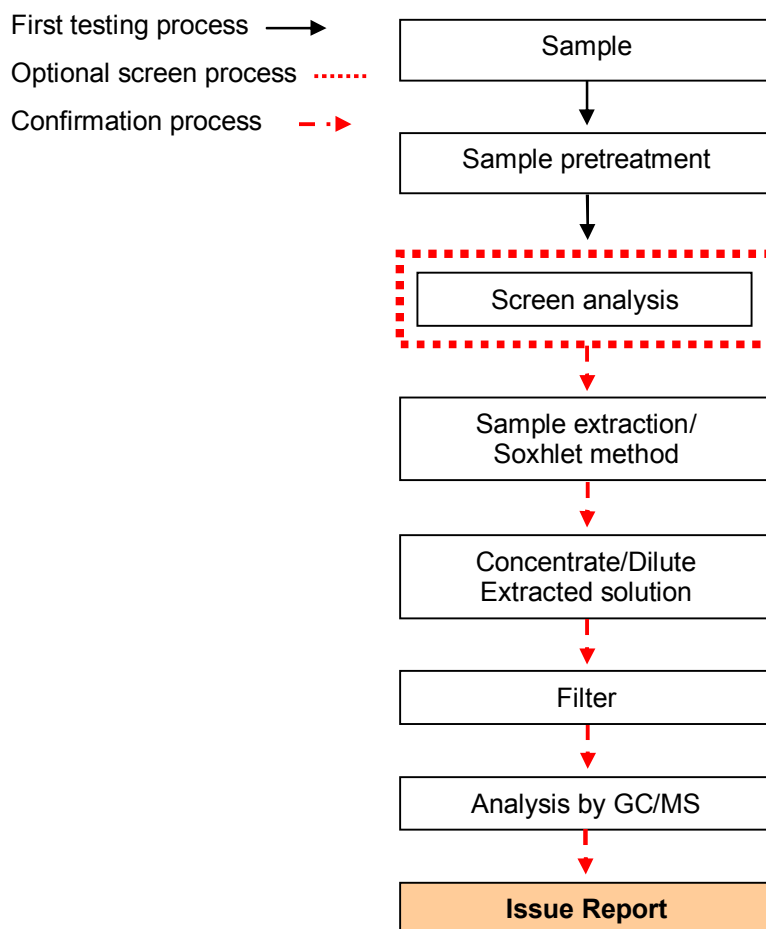 First testing process
Optional screen process
Confirmation process
Sample
Sample pretreatment
Screen analysis
Sample extraction/
Soxhlet method
Concentrate/Dilute
Extracted solution
Filter
Analysis by GC/MS
Issue Report